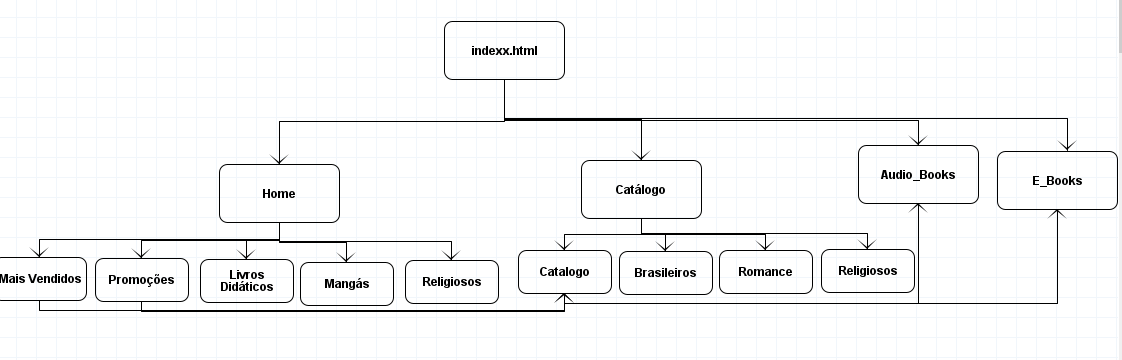 indexx.html
Home
Catálogo
Audio_Books
E_Books
Mais Vendidos
Promoções
Livros
Didáticos
Mangás
Religiosos
Catalogo
Brasileiros
Romance
Religiosos